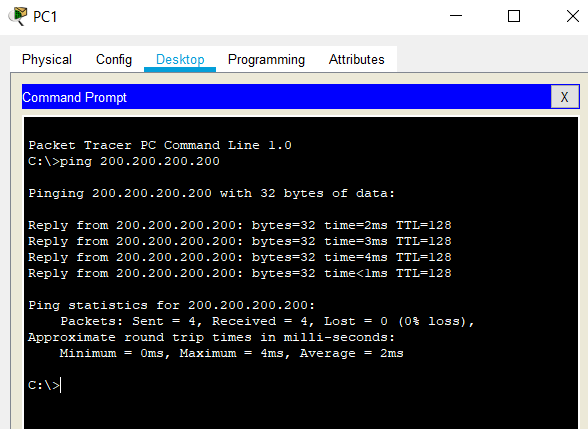 PC1
Physical Config Desktop Programming Attributes
Command Prompt X
Packet Tracer PC Command Line 1.0
C:\>ping 200.200.200.200
Pinging 200.200.200.200 with 32 bytes of data:
Reply from 200.200.200.200: bytes=32 time=2ms TTL=128
Reply from 200.200.200.200: bytes=32 time=3ms TTL=128
Reply from 200.200.200.200: bytes=32 time=4ms TTL=128
Reply from 200.200.200.200: bytes=32 time<1ms TTL=128
Ping statistics for 200.200.200.200:
    Packets: Sent = 4, Received = 4, Lost = 0 (0% loss),
Approximate round trip times in milli-seconds:
    Minimum = 0ms, Maximum = 4ms, Average = 2ms
C:\>